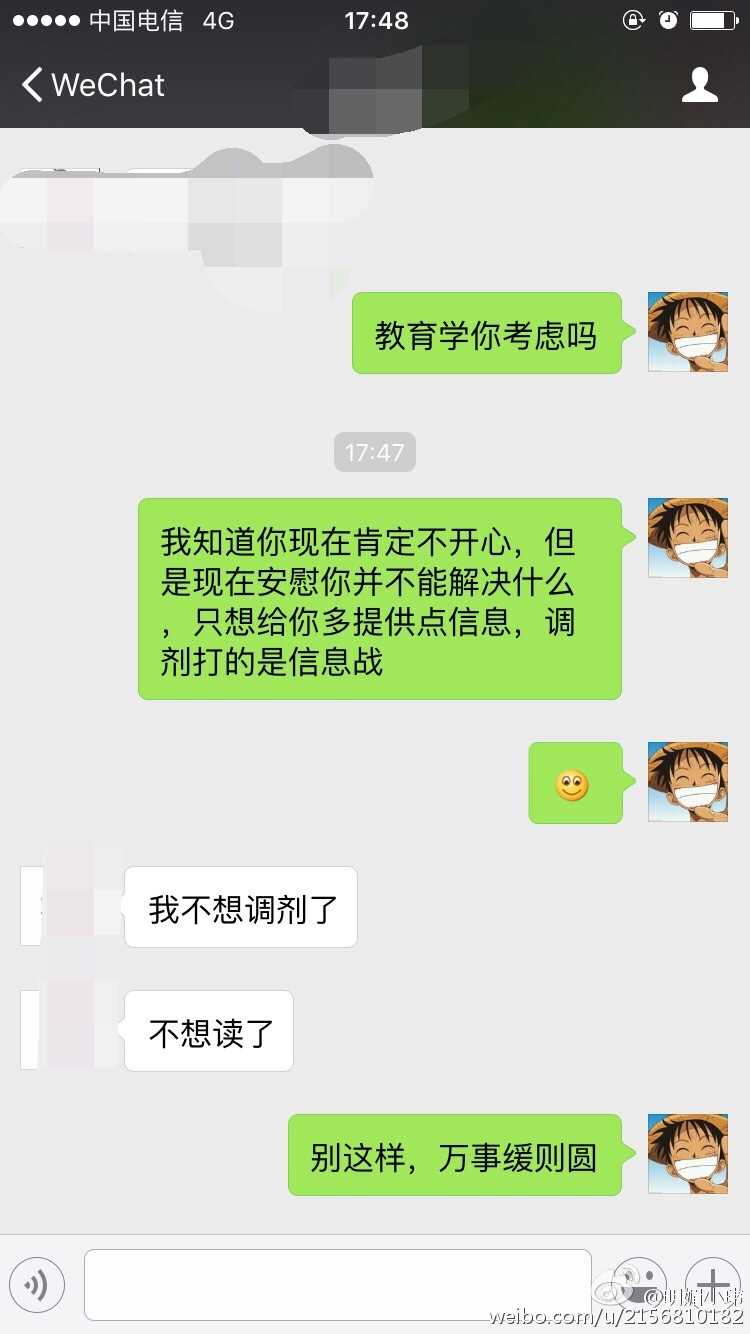 中国电信 4G 17:48
WeChat
教育学你考虑吗
17:47
我知道你现在肯定不开心，但
是现在安慰你并不能解决什么
，只想给你多提供点信息，调
剂打的是信息战
我不想调剂了
不想读了
别这样，万事缓则圆
weibo.com/u/2156810182